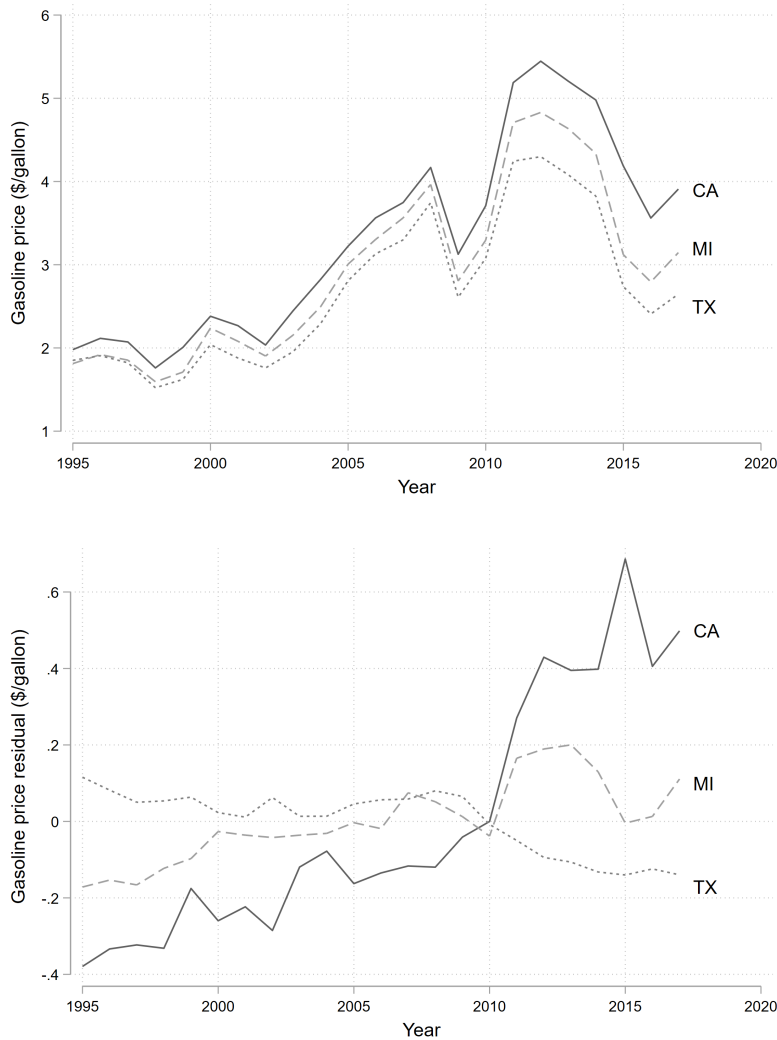 Gasoline price ($/gallon)
6
5
4
3
2
1
CA
MI
TX
1995 2000 2005 2010 2015 2020
Year
Gasoline price residual ($/gallon)
.6
.4
.2
0
-.2
-.4
CA
MI
TX
1995 2000 2005 2010 2015 2020
Year